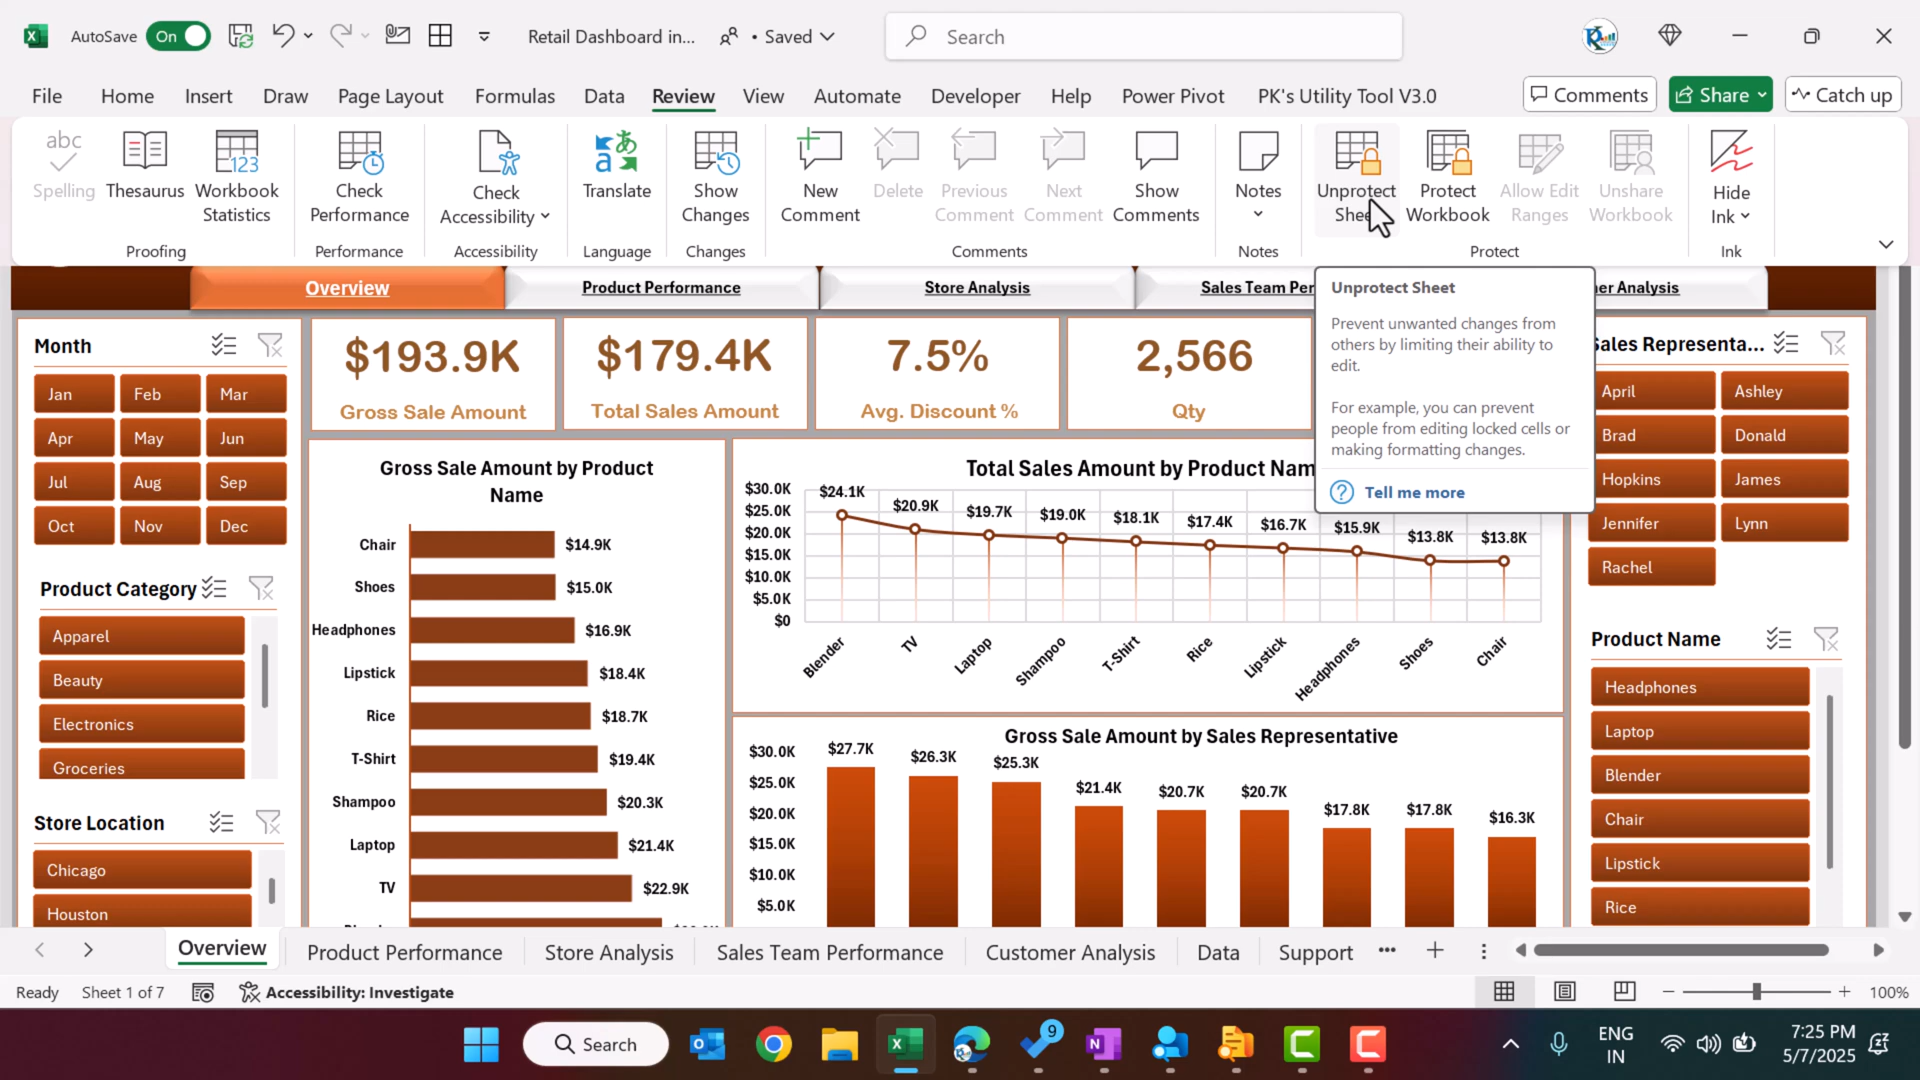 AutoSave On Retail Dashboard in... • Saved Search
File Home Insert Draw Page Layout Formulas Data Review View Automate Developer Help Power Pivot PK's Utility Tool V3.0 Comments Share Catch up
abc
Spelling
Thesaurus
123
Workbook
Statistics
Proofing
Check
Performance
Performance
Check
Accessibility
Accessibility
Translate
Language
Show
Changes
Changes
New
Comment
Delete
Previous
Comment
Next
Comment
Show
Comments
Comments
Notes
Notes
Unprotect
Protect
Workbook
Allow Edit
Ranges
Unshare
Workbook
Protect
Hide
Ink
Ink
Overview
Product Performance
Store Analysis
Unprotect Sheet
Prevent unwanted changes from
others by limiting their ability to
edit.
For example, you can prevent
people from editing locked cells or
making formatting changes.
Tell me more
Month
Jan Feb Mar
Apr May Jun
Jul Aug Sep
Oct Nov Dec
Product Category
Apparel
Beauty
Electronics
Groceries
Store Location
Chicago
Houston
$193.9K
Gross Sale Amount
$179.4K
Total Sales Amount
7.5%
Avg. Discount %
2,566
Qty
Gross Sale Amount by Product
Name
Chair $14.9K
Shoes $15.0K
Headphones $16.9K
Lipstick $18.4K
Rice $18.7K
T-Shirt $19.4K
Shampoo $20.3K
Laptop $21.4K
TV $22.9K
Total Sales Amount by Product Nam
$30.0K
$25.0K
$20.0K
$15.0K
$10.0K
$5.0K
$0
$24.1K $20.9K $19.7K $19.0K $18.1K $17.4K $16.7K $15.9K $13.8K $13.8K
Blender TV Laptop Shampoo T-Shirt Rice Lipstick Headphones Shoes Chair
Gross Sale Amount by Sales Representative
$30.0K
$25.0K
$20.0K
$15.0K
$10.0K
$5.0K
$27.7K $26.3K $25.3K $21.4K $20.7K $20.7K $17.8K $17.8K $16.3K
Sales Representa...
April Ashley
Brad Donald
Hopkins James
Jennifer Lynn
Rachel
Product Name
Headphones
Laptop
Blender
Chair
Lipstick
Rice
Overview Product Performance Store Analysis Sales Team Performance Customer Analysis Data Support
Ready Sheet 1 of 7 Accessibility: Investigate 100%
Search 9 ENG
IN
7:25 PM
5/7/2025